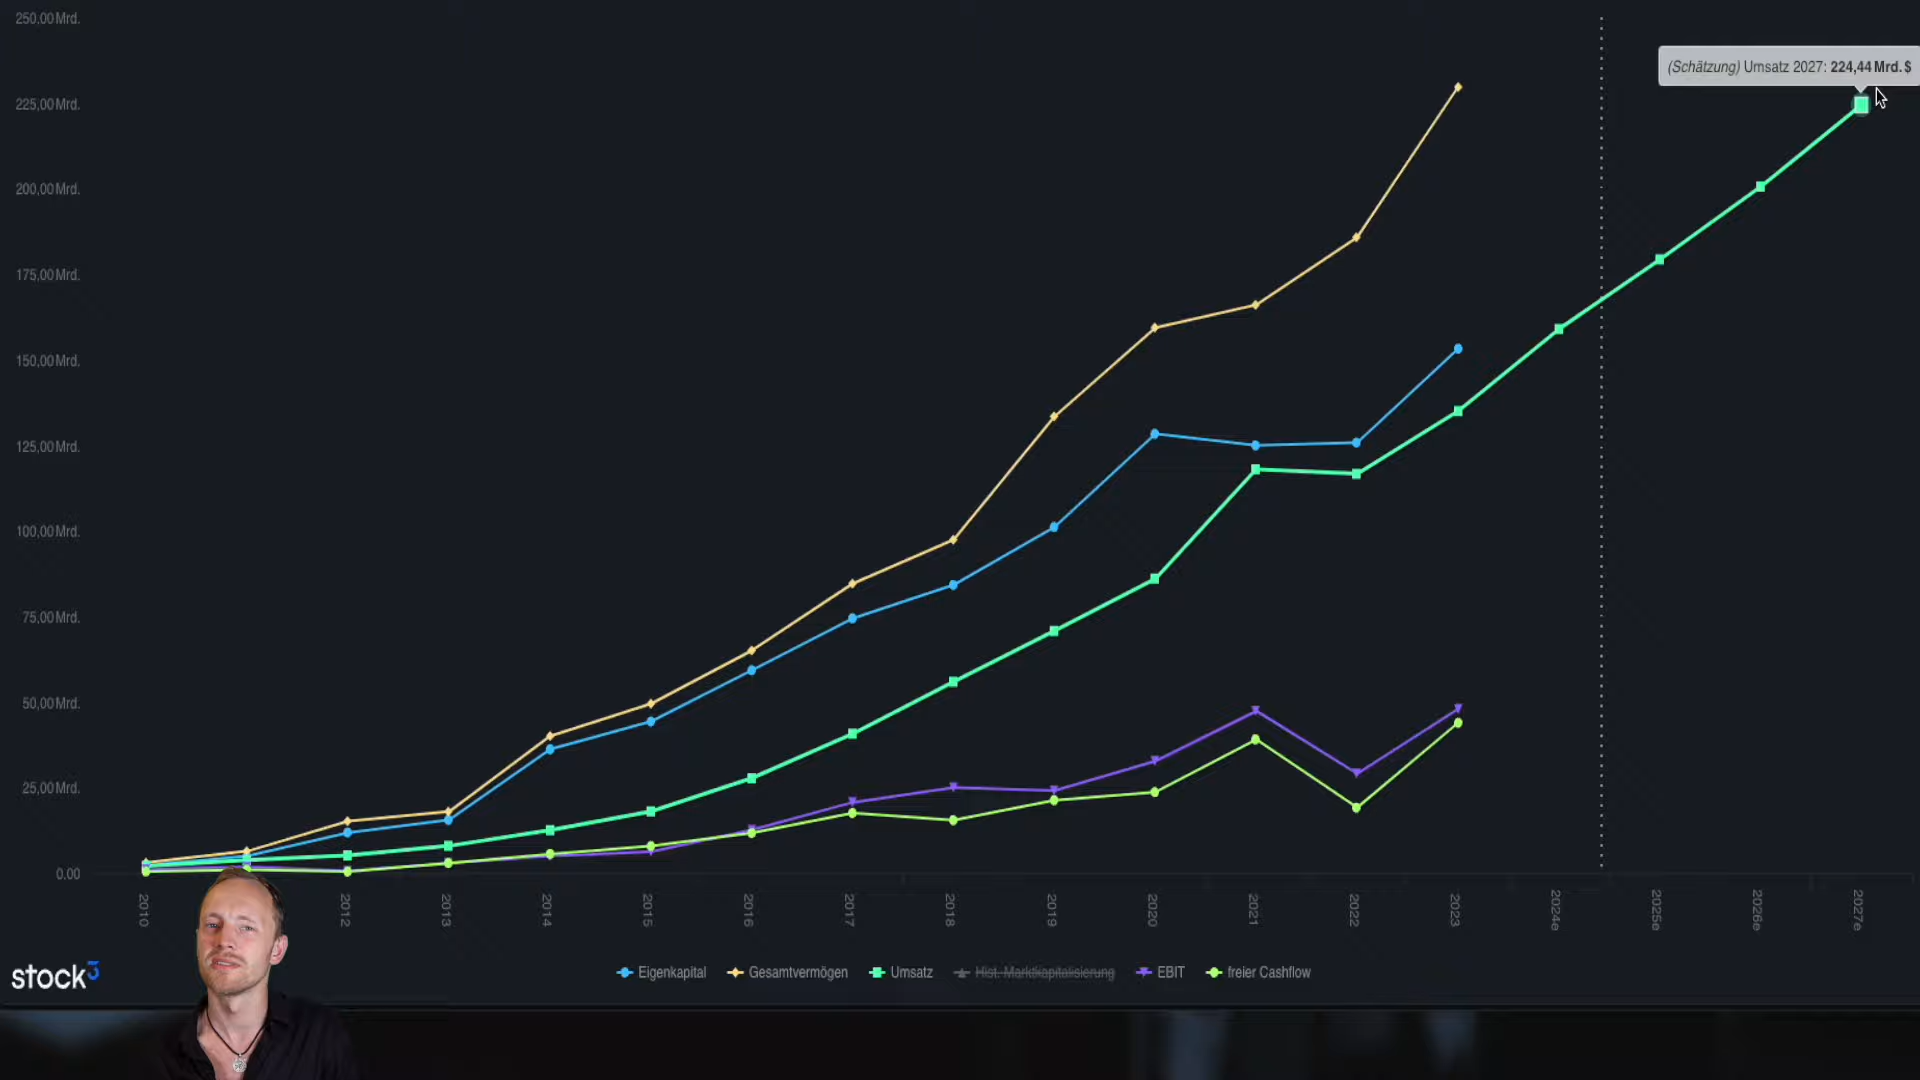 250.00 Mrd.
(Schätzung) Umsatz 2027: 224,44 Mrd. $
225,00 Mrd.
200,00 Mrd.
175,00 Mrd.
150,00 Mrd.
125,00 Mrd.
100,00 Mrd.
75,00 Mrd.
50,00 Mrd.
25,00 Mrd.
0.00
2010 2012 2013 2014 2015 2016 2017 2018 2019 2020 2021 2022 2023 2024e 2025e 2026e 2027e
stock3
Eigenkapital Gesamtvermögen Umsatz Hist. Marktkapitalisierung EBIT freier Cashflow